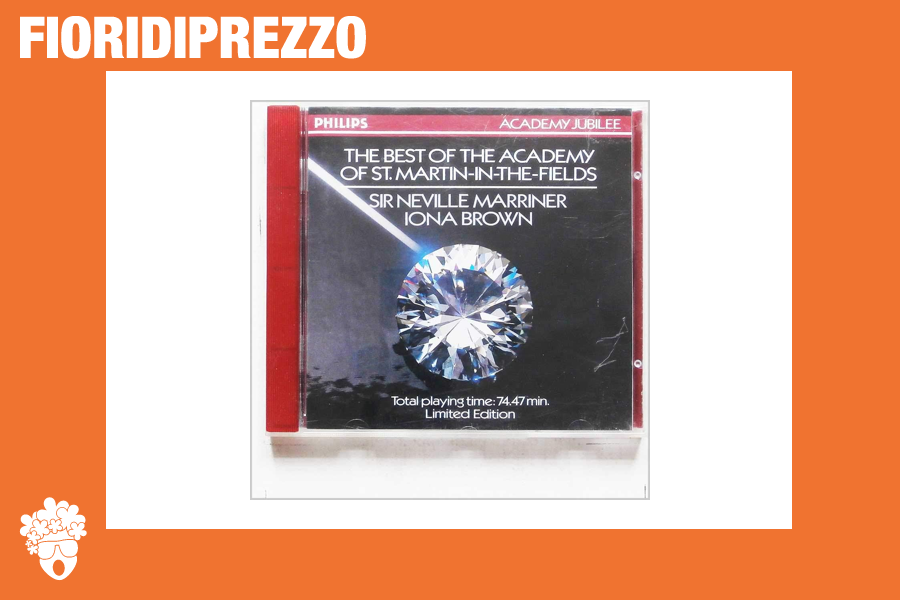 FIORIDIPREZZO
PHILIPS
ACADEMY JUBILEE
THE BEST OF THE ACADEMY
OF ST. MARTIN-IN-THE-FIELDS
SIR NEVILLE MARRINER
IONA BROWN
Total playing time: 74.47 min.
Limited Edition